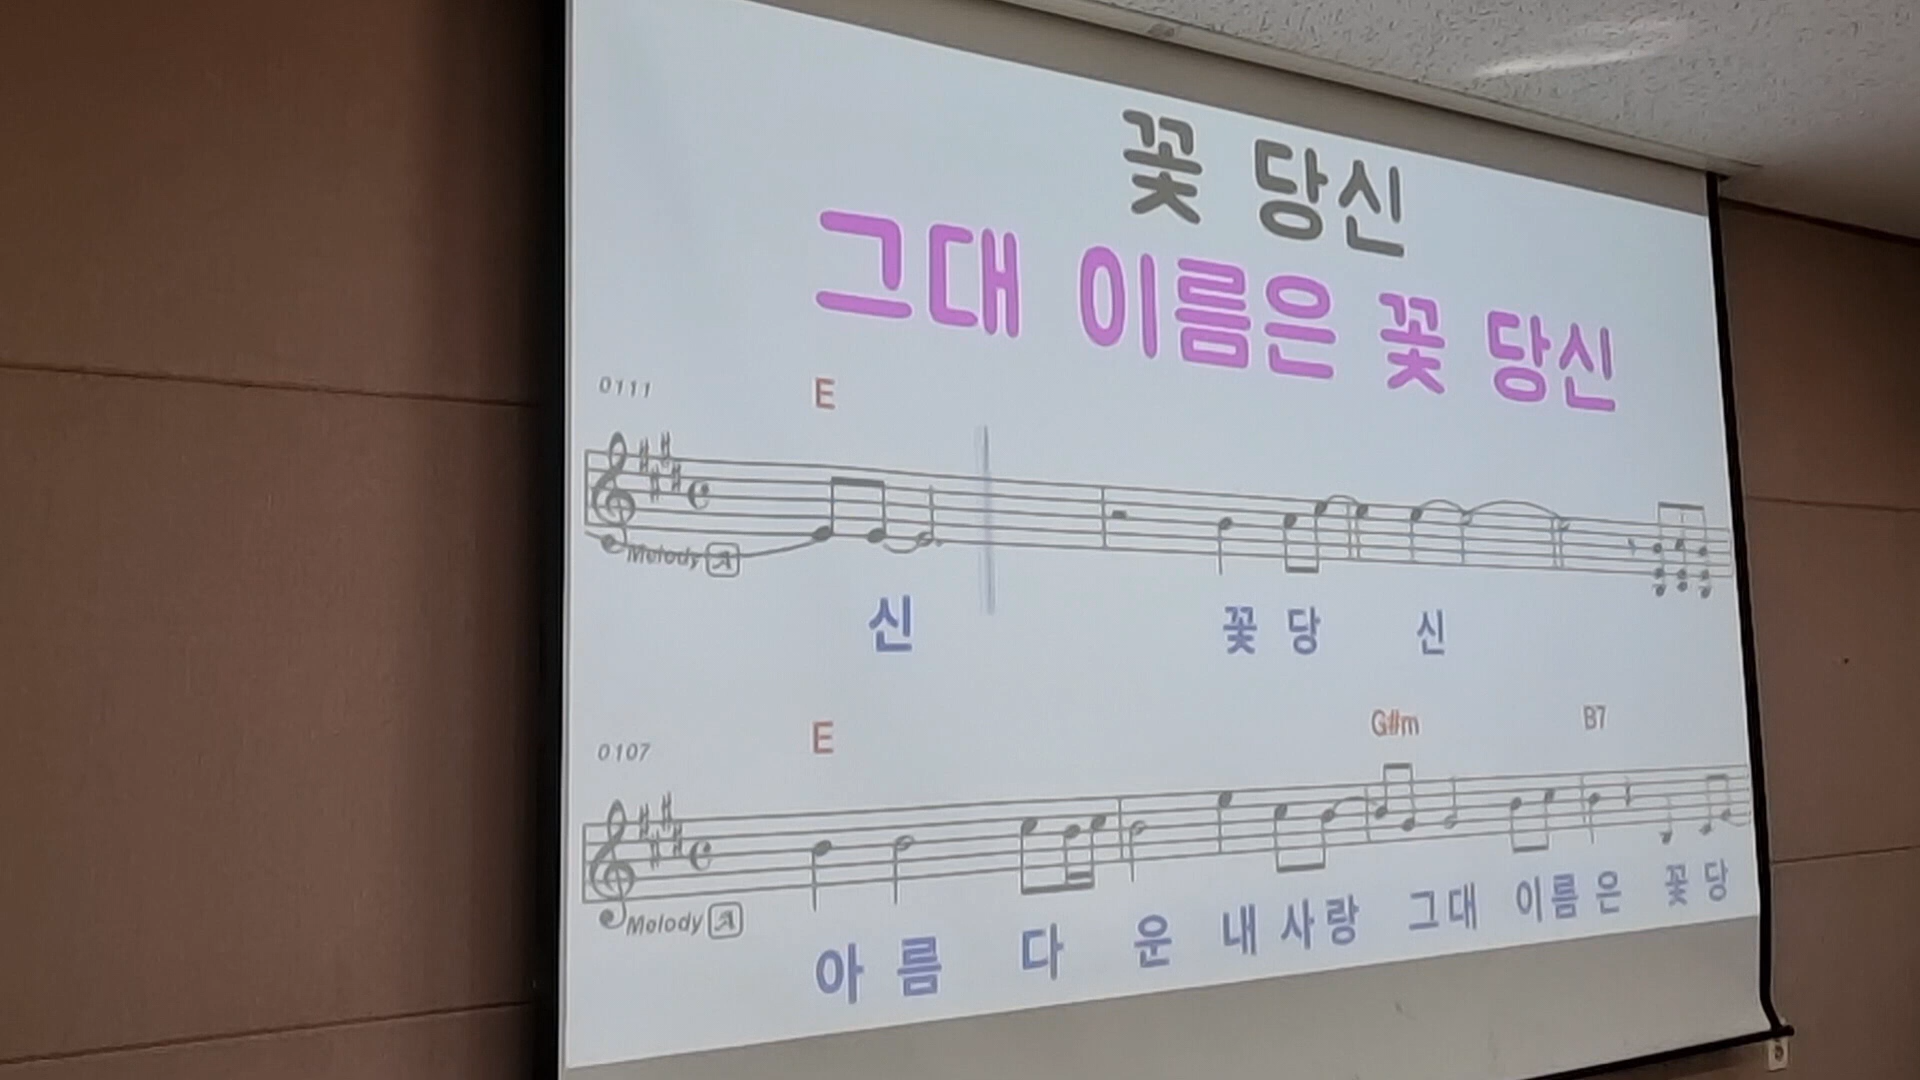 꽃 당신
그대 이름은 꽃 당신
0111 E
Melody A
신 꽃 당 신
0107 E G#m B7
Melody A
아 름 다 운 내 사 랑 그대 이름 은 꽃 당